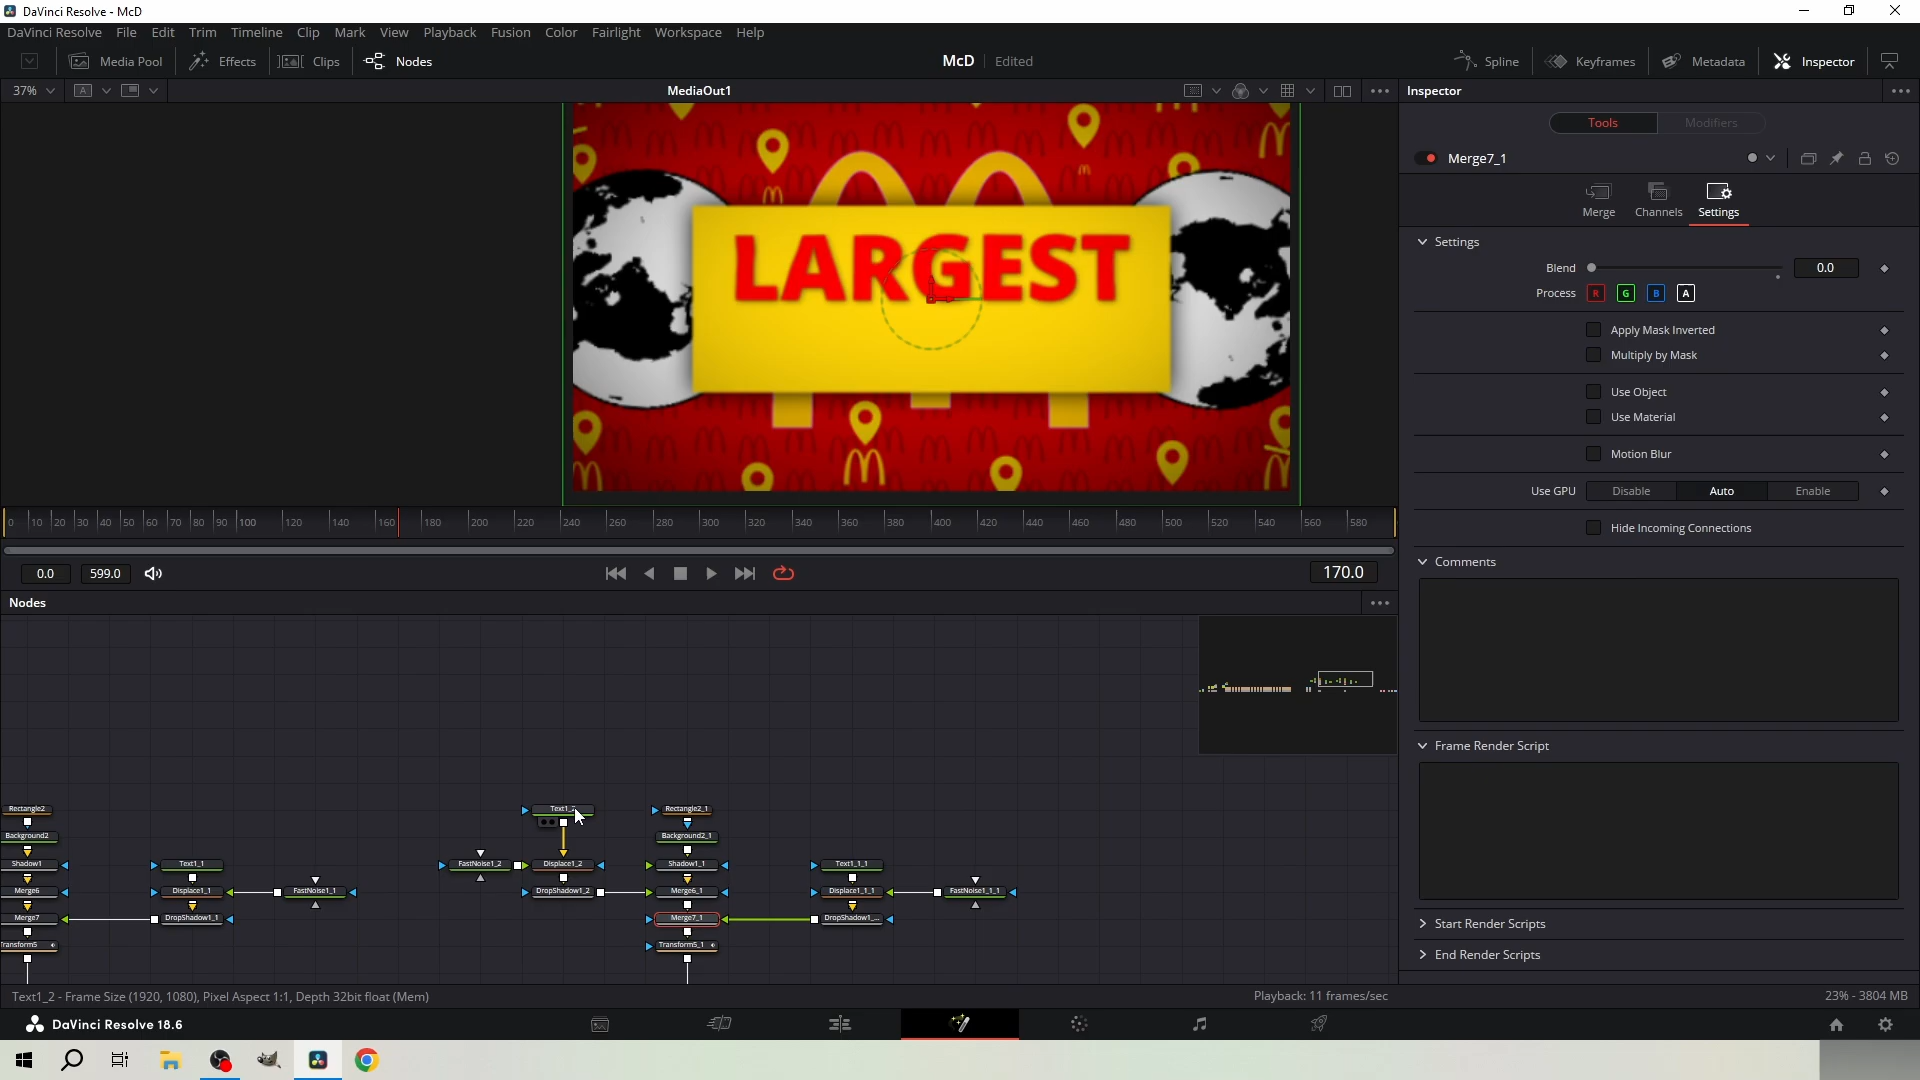 DaVinci Resolve - McD
DaVinci Resolve File Edit Trim Timeline Clip Mark View Playback Fusion Color Fairlight Workspace Help
Media Pool Effects Clips Nodes McD Edited Spline Keyframes Metadata Inspector
37% A MediaOut1 Inspector
Tools Modifiers
Merge7_1
Merge Channels Settings
LARGEST
Settings
Blend 0.0
Process R G B A
Apply Mask Inverted
Multiply by Mask
Use Object
Use Material
Motion Blur
Use GPU Disable Auto Enable
Hide Incoming Connections
0 10 20 30 40 50 60 70 80 90 100 120 140 160 180 200 220 240 260 280 300 320 340 360 380 400 420 440 460 480 500 520 540 560 580
0.0 599.0 170.0
Comments
Nodes
Frame Render Script
Rectangle2 Text1_2 Rectangle2_1
Background2 Background2_1
Shadow1 Text1_1 FastNoise1_2 Displace1_2 Shadow1_1 Text1_1_1
Merge6 Displace1_1 FastNoise1_1 DropShadow1_2 Merge6_1 Displace1_1_1 FastNoise1_1_1
Merge7 DropShadow1_1 Merge7_1 DropShadow1_...
Transform5 Transform5_1
Start Render Scripts
End Render Scripts
Text1_2 - Frame Size (1920, 1080), Pixel Aspect 1:1, Depth 32bit float (Mem) Playback: 11 frames/sec 23% - 3804 MB
DaVinci Resolve 18.6